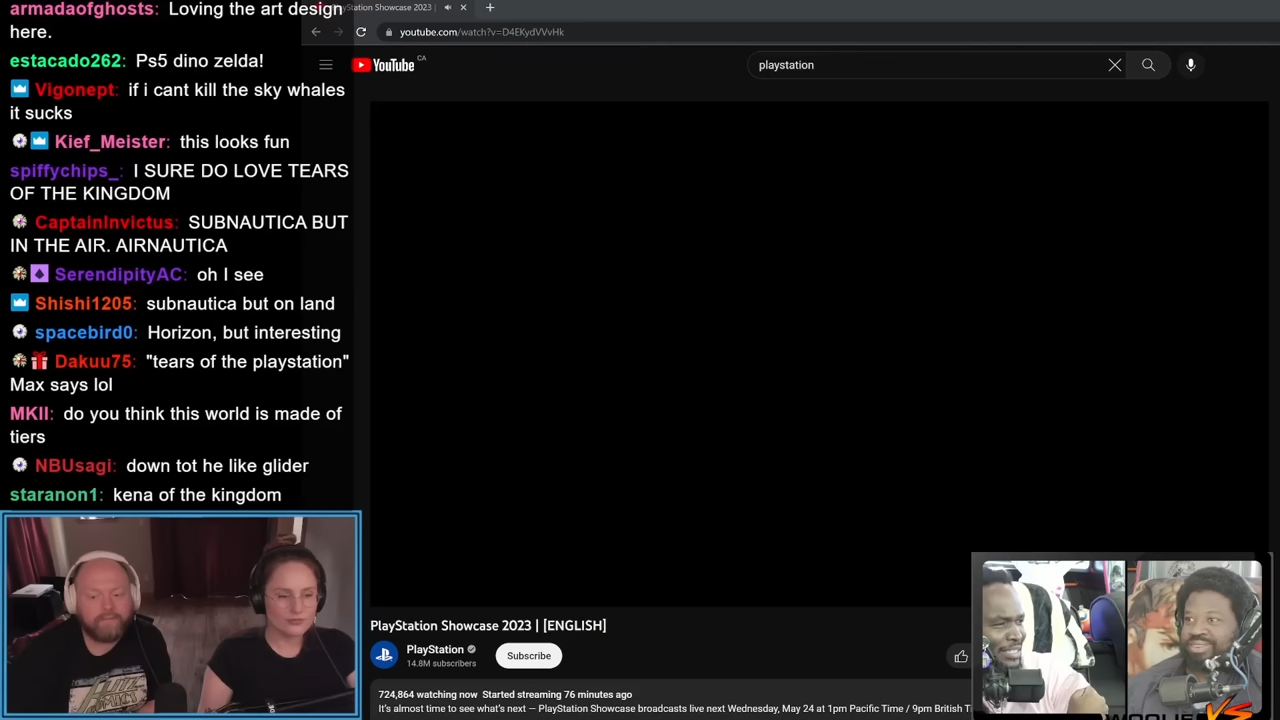 armadaofghosts: Loving the art design
here.
estacado262: Ps5 dino zelda!
Vigonept: if i cant kill the sky whales
it sucks
Kief_Meister: this looks fun
spiffychips_: I SURE DO LOVE TEARS
OF THE KINGDOM
CaptainInvictus: SUBNAUTICA BUT
IN THE AIR. AIRNAUTICA
SerendipityAC: oh I see
Shishi1205: subnautica but on land
spacebird0: Horizon, but interesting
Dakuu75: "tears of the playstation"
Max says lol
MKII: do you think this world is made of
tiers
NBUsagi: down tot he like glider
staranon1: kena of the kingdom
Station Showcase 2023 |
youtube.com/watch?v=D4EKydVVvHk
YouTube CA
playstation
PlayStation Showcase 2023 | [ENGLISH]
PlayStation
14.8M subscribers
Subscribe
724,864 watching now Started streaming 76 minutes ago
It's almost time to see what's next — PlayStation Showcase broadcasts live next Wednesday, May 24 at 1pm Pacific Time / 9pm British T
VS